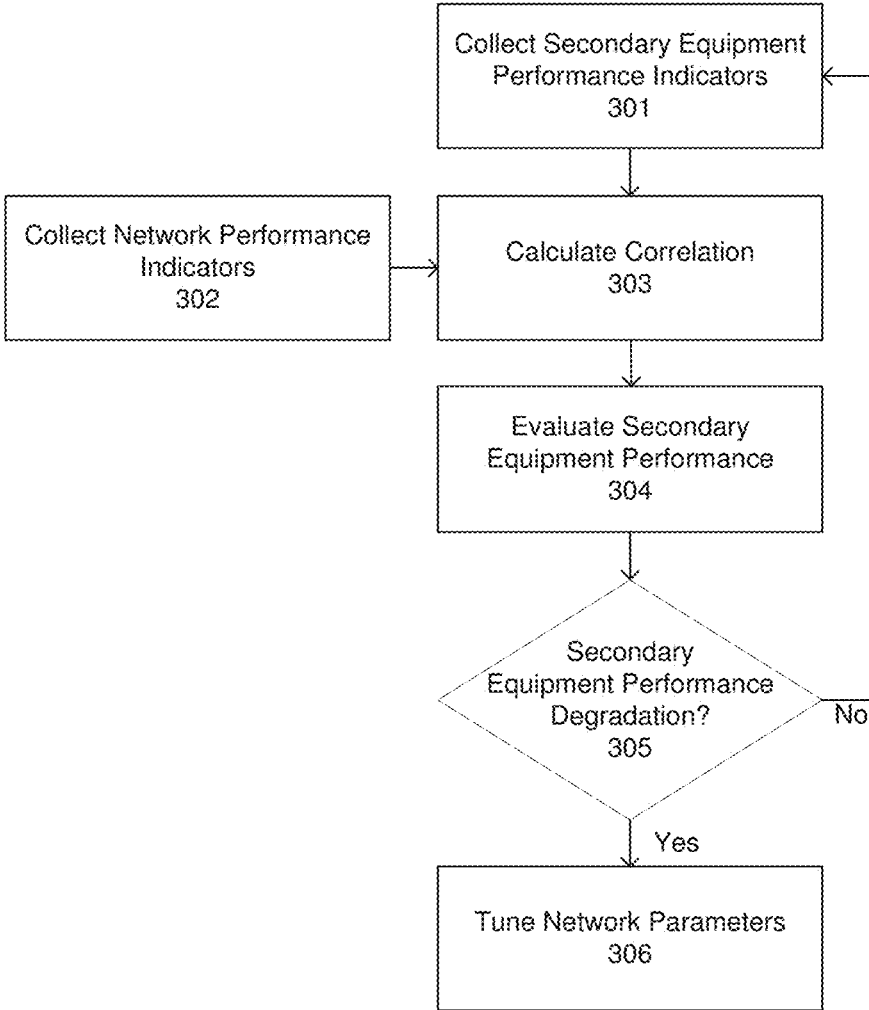 Collect Secondary Equipment
Performance Indicators
301
Collect Network Performance
Indicators
302
Calculate Correlation
303
Evaluate Secondary
Equipment Performance
304
Secondary
Equipment Performance
Degradation?
305
No
Yes
Tune Network Parameters
306